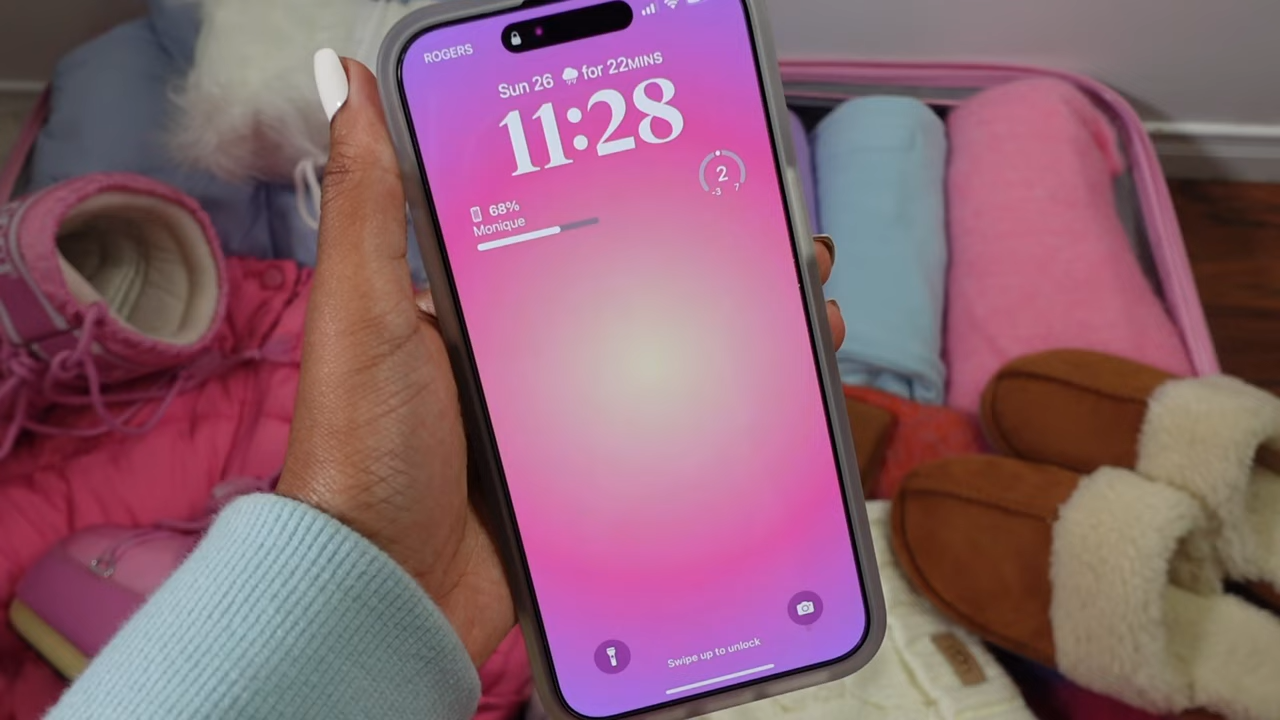 ROGERS
Sun 26 for 22MINS
11:28
2
-3 7
68%
Monique
Swipe up to unlock